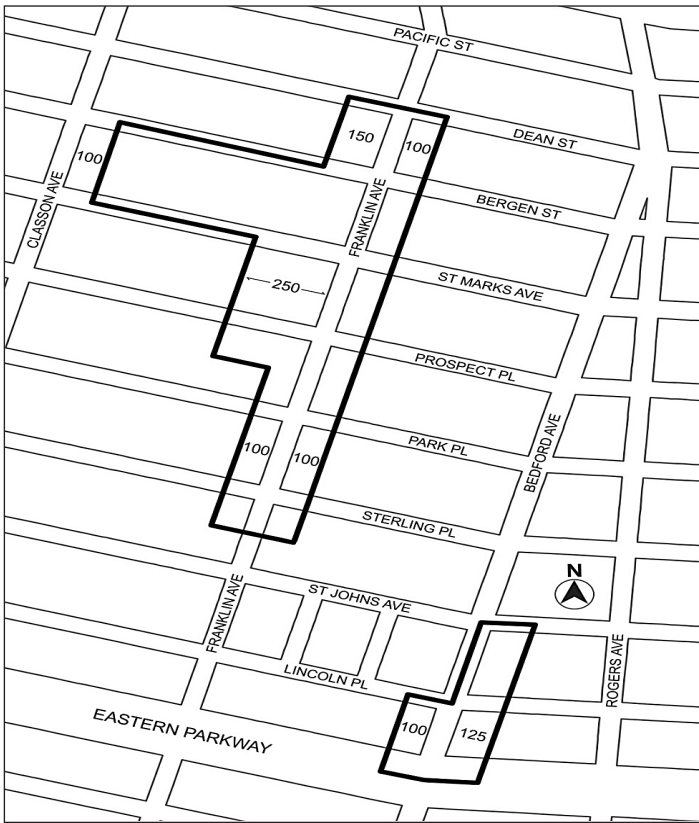 PACIFIC ST
150
100
DEAN ST
100
CLASSON AVE
FRANKLIN AVE
BERGEN ST
250
ST MARKS AVE
PROSPECT PL
BEDFORD AVE
PARK PL
100
100
STERLING PL
N
ST JOHNS AVE
FRANKLIN AVE
ROGERS AVE
LINCOLN PL
EASTERN PARKWAY
100
125